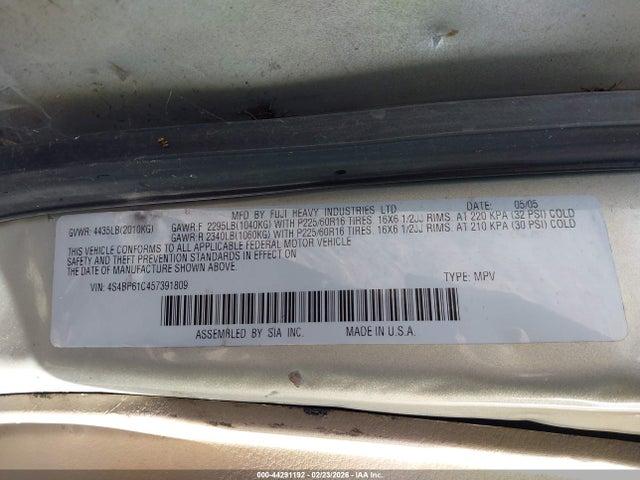 MFD BY FUJI HEAVY INDUSTRIES LTD DATE: 05/05
GVWR: 4435LB(2010KG) GAWR:F 2295LB(1040KG) WITH P225/60R16 TIRES 16X6 1/2JJ RIMS. AT 220 KPA (32 PSI) COLD
GAWR:R 2340LB(1060KG) WITH P225/60R16 TIRES 16X6 1/2JJ RIMS. AT 210 KPA (30 PSI) COLD
THIS VEHICLE CONFORMS TO ALL APPLICABLE FEDERAL MOTOR VEHICLE
SAFETY AND THEFT PREVENTION STANDARDS IN EFFECT ON
THE DATE OF MANUFACTURE SHOWN ABOVE.
VIN: 4S4BP61C457391809 TYPE: MPV
ASSEMBLED BY SIA INC. MADE IN U.S.A.
000-44291192 - 02/23/2026 - IAA Inc.